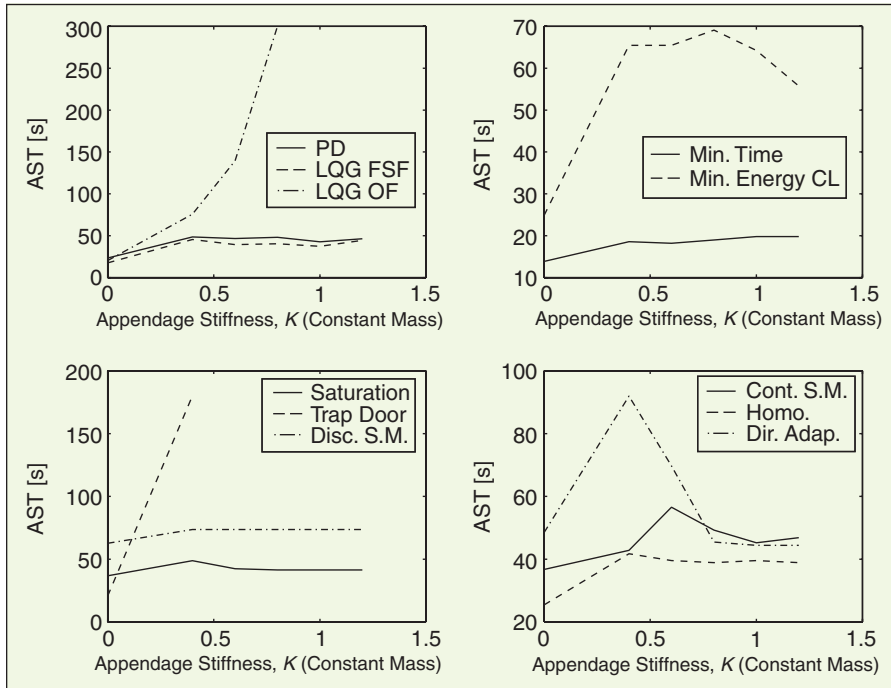 300
250
200
150
100
50
0
AST [s]
PD
LQG FSF
LQG OF
0
0.5
1
1.5
Appendage Stiffness, K (Constant Mass)
70
60
50
40
30
20
10
AST [s]
Min. Time
Min. Energy CL
0
0.5
1
1.5
Appendage Stiffness, K (Constant Mass)
200
150
100
50
0
AST [s]
Saturation
Trap Door
Disc. S.M.
0
0.5
1
1.5
Appendage Stiffness, K (Constant Mass)
100
80
60
40
20
AST [s]
Cont. S.M.
Homo.
Dir. Adap.
0
0.5
1
1.5
Appendage Stiffness, K (Constant Mass)